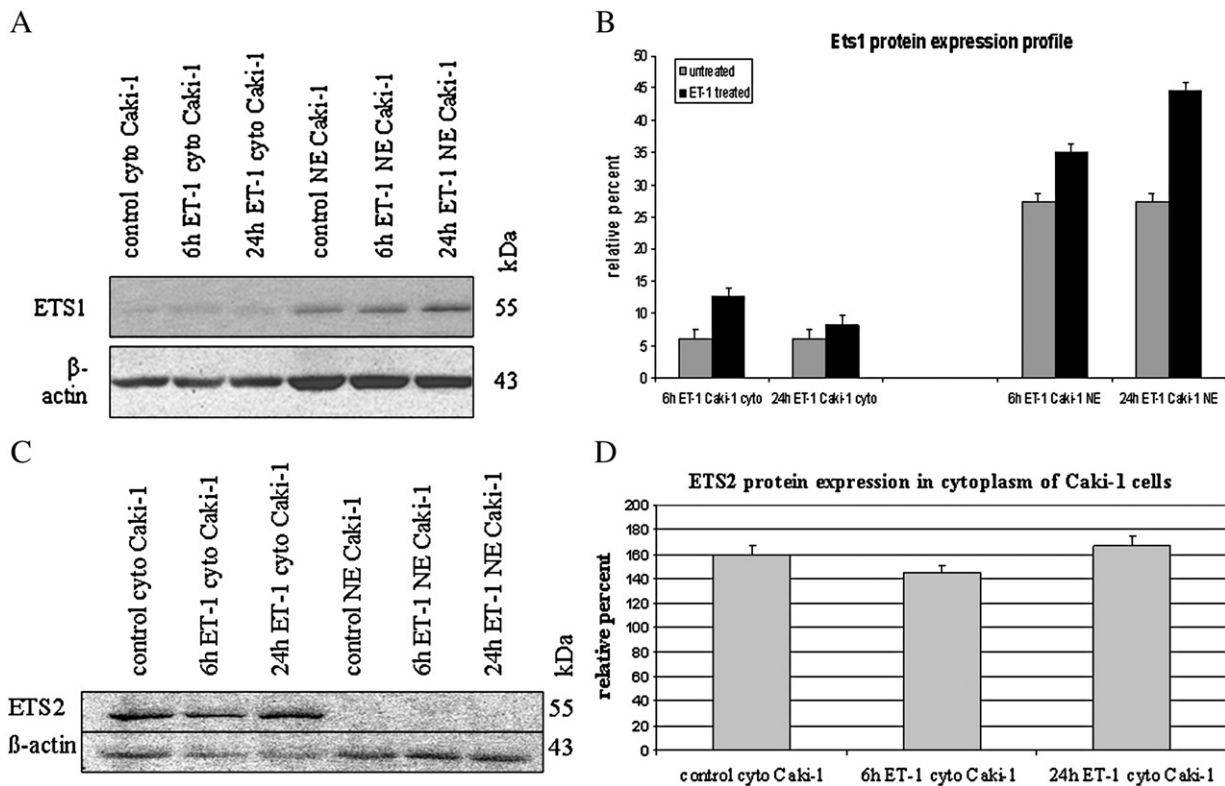 A
control cyto Caki-1
6h ET-1 cyto Caki-1
24h ET-1 cyto Caki-1
control NE Caki-1
6h ET-1 NE Caki-1
24h ET-1 NE Caki-1
kDa
ETS1
55
β-
actin
43
B
Ets1 protein expression profile
untreated
ET-1 treated
relative percent
50
45
40
35
30
25
20
15
10
5
0
6h ET-1 Caki-1 cyto
24h ET-1 Caki-1 cyto
6h ET-1 Caki-1 NE
24h ET-1 Caki-1 NE
C
control cyto Caki-1
6h ET-1 cyto Caki-1
24h ET-1 cyto Caki-1
control NE Caki-1
6h ET-1 NE Caki-1
24h ET-1 NE Caki-1
kDa
ETS2
55
ß-actin
43
D
ETS2 protein expression in cytoplasm of Caki-1 cells
relative percent
200
180
160
140
120
100
80
60
40
20
0
control cyto Caki-1
6h ET-1 cyto Caki-1
24h ET-1 cyto Caki-1